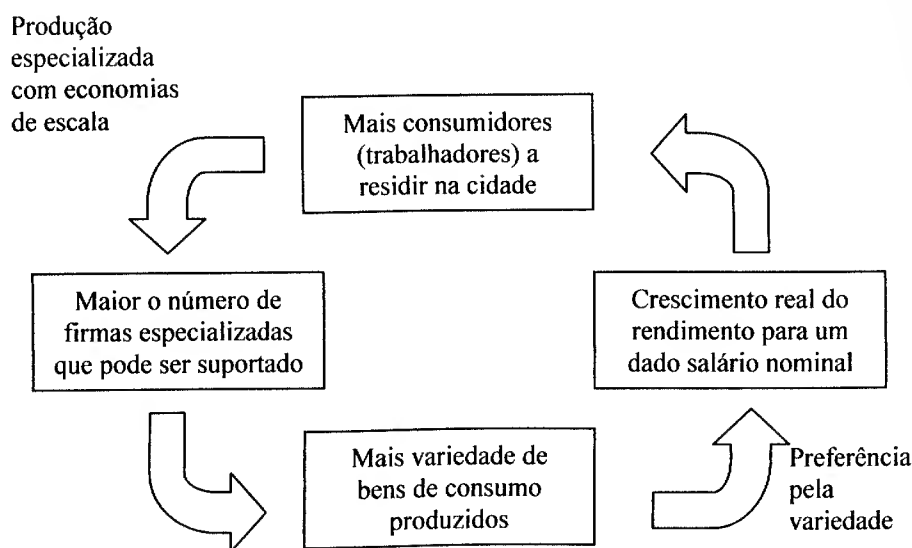 Produção
especializada
com economias
de escala
Mais consumidores
(trabalhadores) a
residir na cidade
Maior o número de
firmas especializadas
que pode ser suportado
Crescimento real do
rendimento para um
dado salário nominal
Mais variedade de
bens de consumo
produzidos
Preferência
pela
variedade